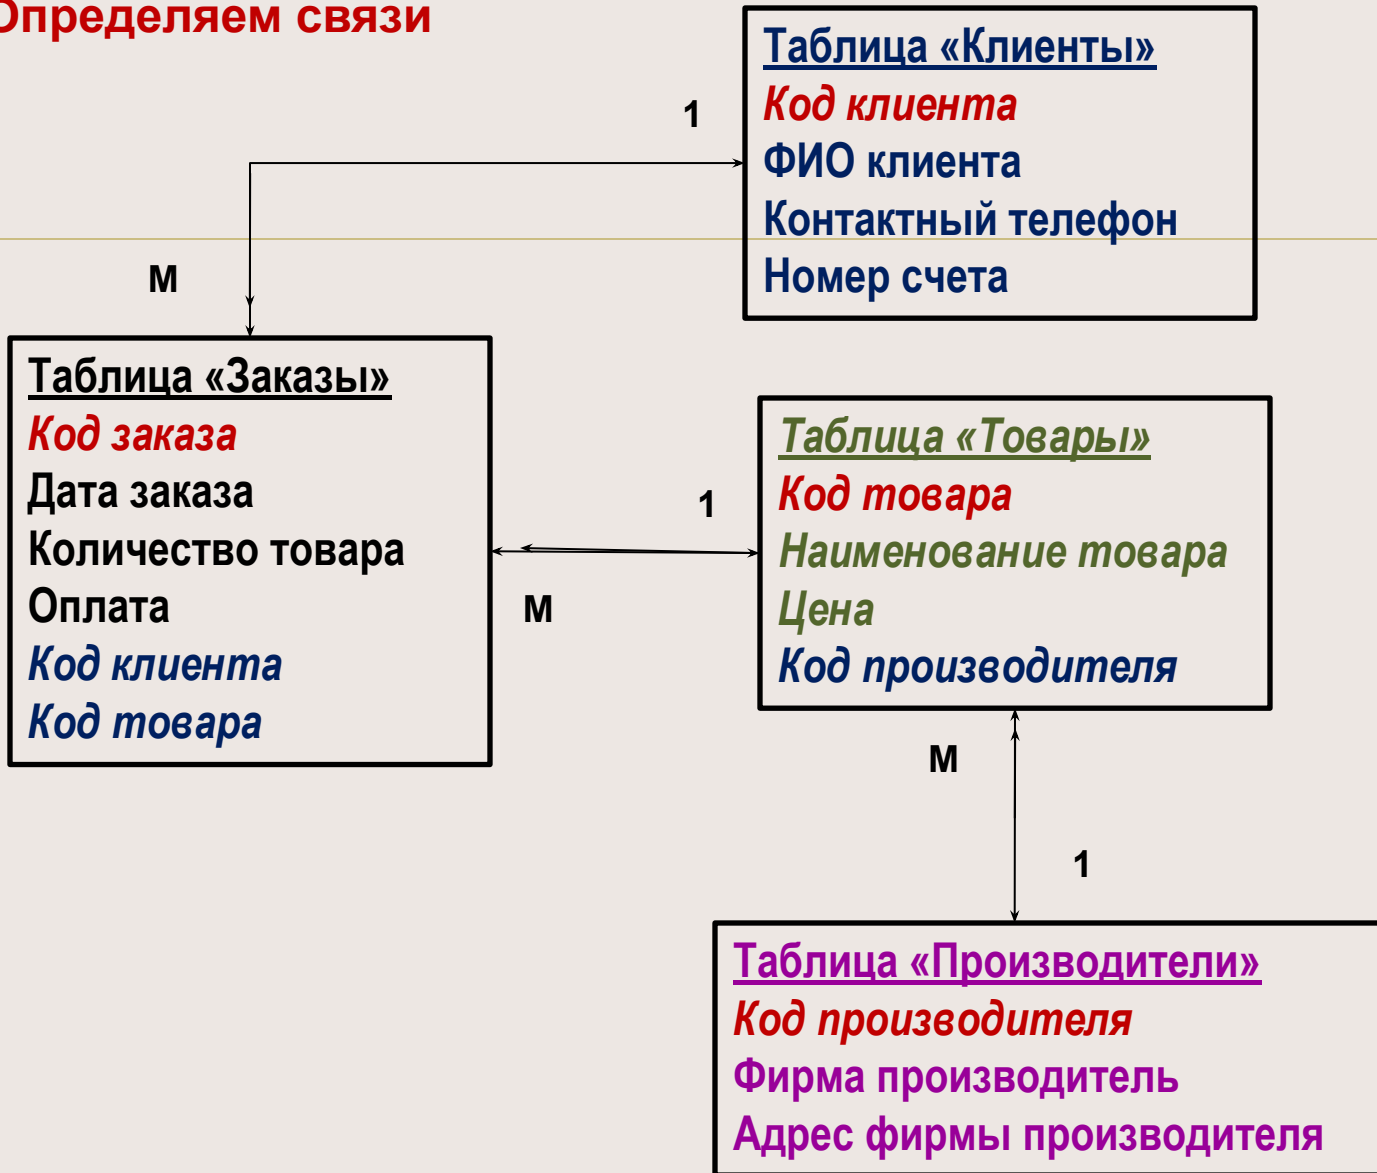 Определяем связи
Таблица «Клиенты»
Код клиента
ФИО клиента
Контактный телефон
Номер счета
1
М
Таблица «Заказы»
Код заказа
Дата заказа
Количество товара
Оплата
Код клиента
Код товара
1
М
Таблица «Товары»
Код товара
Наименование товара
Цена
Код производителя
М
1
Таблица «Производители»
Код производителя
Фирма производитель
Адрес фирмы производителя